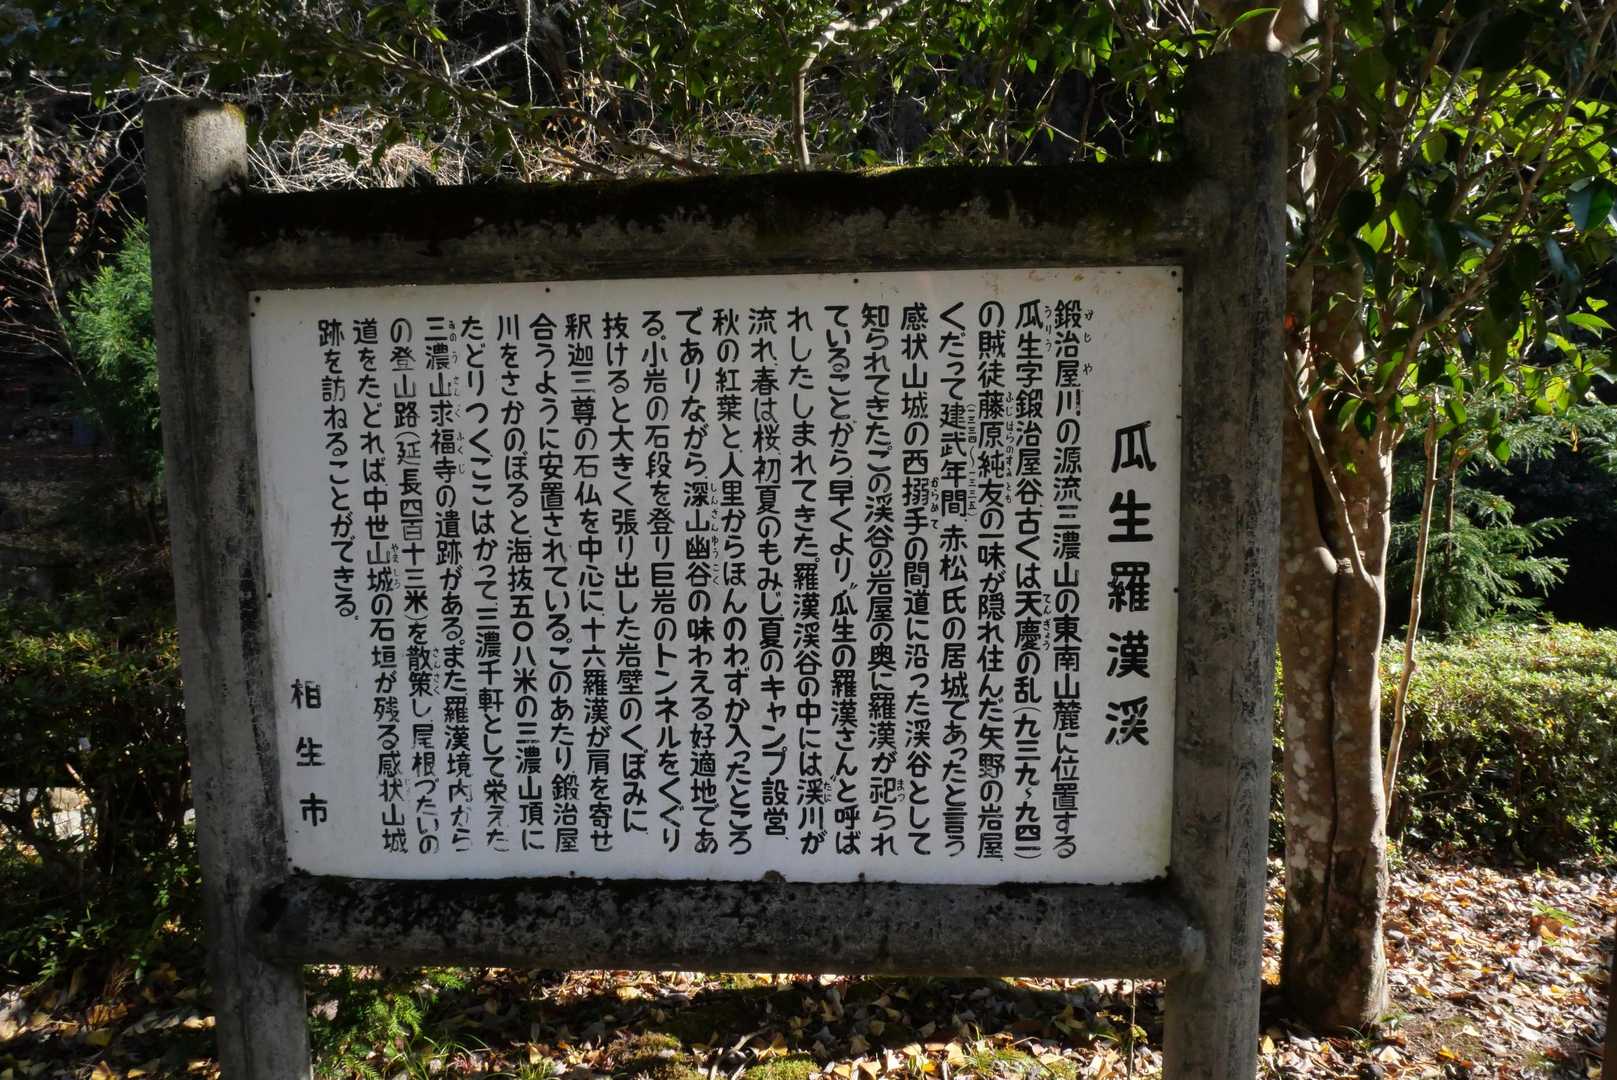 瓜生羅漢渓
鍛治屋川の源流三濃山の東南山麓に位置する
瓜生字鍛治屋谷、古くは天慶の乱(九三九~九四一)
の賊徒藤原純友の一味が隠れ住んだ矢野の岩屋、
くだって建武年間、赤松氏の居城であったと言う
感状山城の西搦手の間道に沿った渓谷として
知られてきた。この渓谷の岩屋の奥に羅漢が祀られ
ていることから早くより“瓜生の羅漢さん”と呼ば
れしたしまれてきた。羅漢渓谷の中には渓川が
流れ、春は桜初夏のもみじ夏のキャンプ設営、
秋の紅葉と人里からほんのわずか入ったところ
でありながら、深山幽谷の味わえる好適地であ
る。小岩の石段を登り巨岩のトンネルをくぐり
抜けると大きく張り出した岩壁のくぼみに、
釈迦三尊の石仏を中心に、十六羅漢が肩を寄せ
合うように安置されている。このあたり、鍛治屋
川をさかのぼると海抜五〇八米の三濃山頂に
たどりつくここはかって三濃千軒として栄えた
三濃山求福寺の遺跡がある。また、羅漢境内から
の登山路(延長四百十三米)を散策し、尾根づたいの
道をたどれば、中世山城の石垣が残る感状山城
跡を訪ねることができる。
相生市